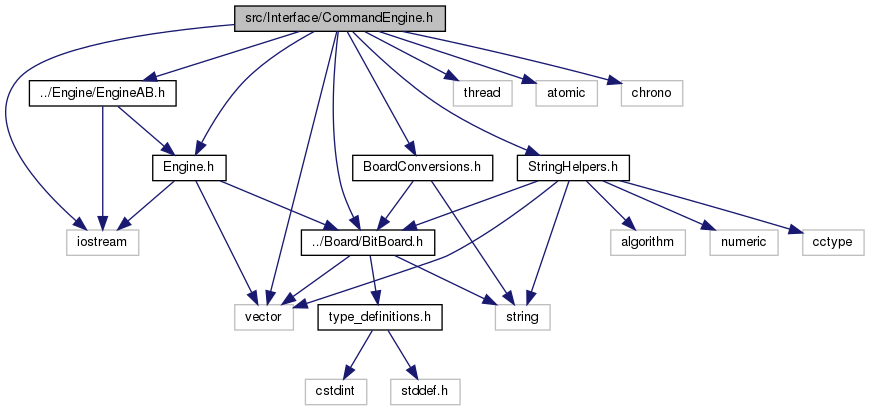 src/Interface/CommandEngine.h
../Engine/EngineAB.h
thread
atomic
chrono
Engine.h
BoardConversions.h
StringHelpers.h
iostream
../Board/BitBoard.h
algorithm
numeric
cctype
vector
type_definitions.h
string
cstdint
stddef.h